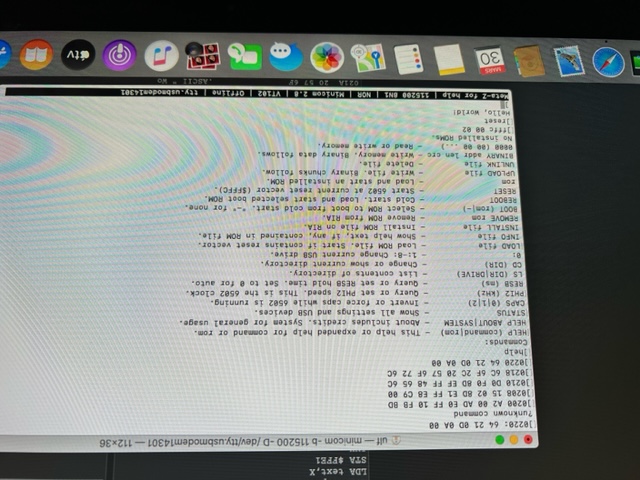 LDA text,X
STA $FFE1
ulf — minicom -b 115200 -D /dev/tty.usbmodem14301 — 112×36
]0220: 64 21 0D 0A 00
?unknown command
]0200 A2 00 AD E0 FF 10 FB BD
]0208 15 02 8D E1 FF E8 C9 00
]0210 D0 F0 8D EF FF 48 65 6C
]0218 6C 6F 2C 20 57 6F 72 6C
]0220 64 21 0D 0A 00
]help
Commands:
HELP (command|rom) – This help or expanded help for command or rom.
HELP ABOUT|SYSTEM – About includes credits. System for general usage.
STATUS – Show all settings and USB devices.
CAPS (0|1|2) – Invert or force caps while 6502 is running.
PHI2 (kHz) – Query or set PHI2 speed. This is the 6502 clock.
RESB (ms) – Query or set RESB hold time. Set to 0 for auto.
LS (DIR|DRIVE) – List contents of directory.
CD (DIR) – Change or show current directory.
0: – 1:–8: Change current USB drive.
LOAD file – Load ROM file. Start if contains reset vector.
INFO file – Show help text, if any, contained in ROM file.
INSTALL file – Install ROM file on RIA.
REMOVE rom – Remove ROM from RIA.
BOOT (rom|–) – Select ROM to boot from cold start. "–" for none.
REBOOT – Cold start. Load and start selected boot ROM.
RESET – Start 6502 at current reset vector ($FFFC).
rom – Load and start an installed ROM.
UPLOAD file – Write file. Binary chunks follow.
UNLINK file – Delete file.
BINARY addr len crc – Write memory. Binary data follows.
0000 (00 00 ...) – Read or write memory.
No installed ROMs.
]fffc 00 02
]reset
Hello, World!
]
Meta-Z for help | 115200 8N1 | NOR | Minicom 2.8 | VT102 | Offline | tty.usbmodem14301
021A 20 57 6F .ASCII " Wo
MARS
30
tv